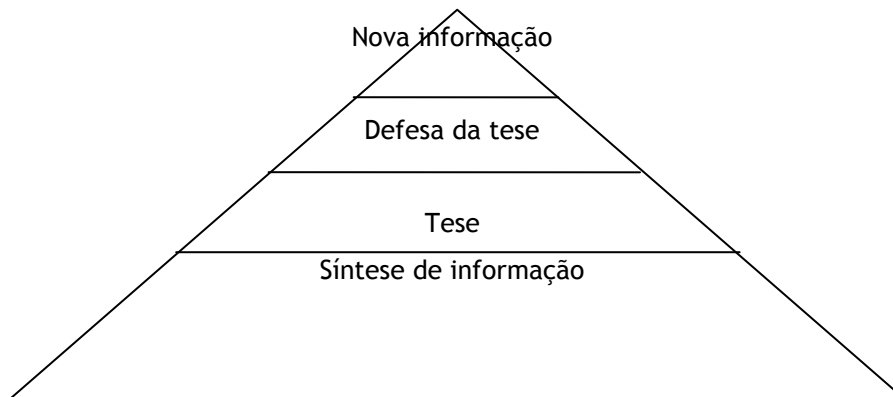 Nova informação
Defesa da tese
Tese
Síntese de informação